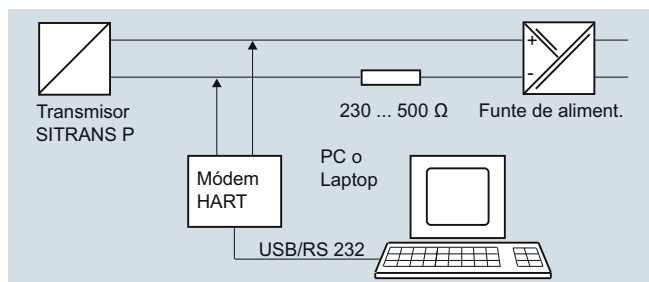 +
-
Transmisor
SITRANS P
230 ... 500 Ω
Funte de aliment.
PC o
Laptop
Módem
HART
USB/RS 232